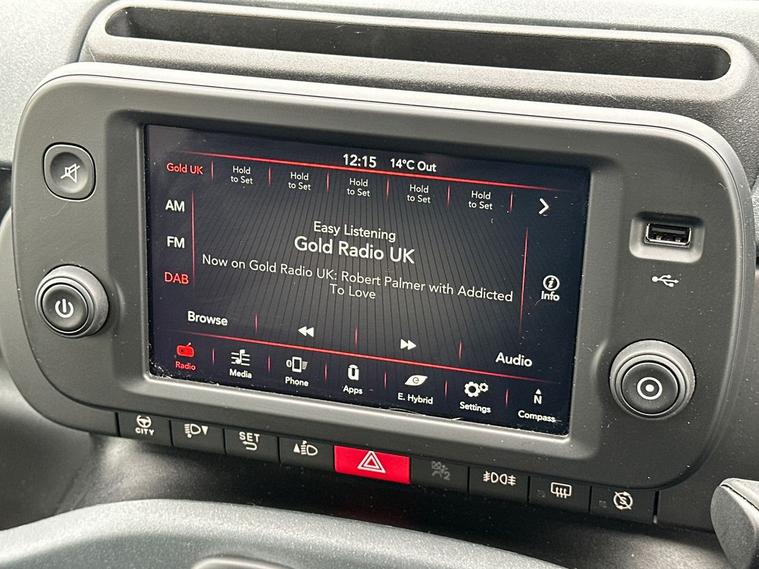 12:15 14°C Out
Gold UK
Hold
to Set
Hold
to Set
Hold
to Set
Hold
to Set
Hold
to Set
AM
FM
DAB
Easy Listening
Gold Radio UK
Now on Gold Radio UK: Robert Palmer with Addicted
To Love
Info
Browse
Audio
Radio
Media
Phone
Apps
E. Hybrid
Settings
N
Compass
CITY
SET